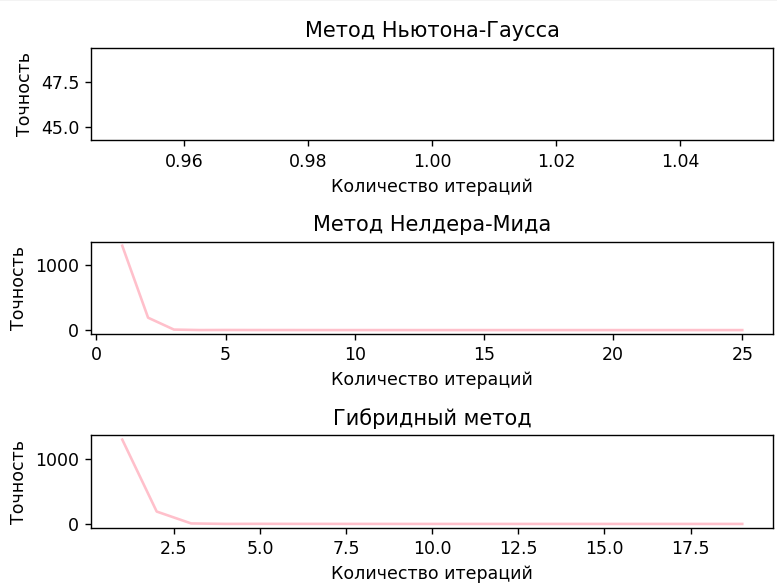 Метод Ньютона-Гаусса
Точность
47.5
45.0
0.96 0.98 1.00 1.02 1.04
Количество итераций
Метод Нелдера-Мида
Точность
1000
0
0 5 10 15 20 25
Количество итераций
Гибридный метод
Точность
1000
0
2.5 5.0 7.5 10.0 12.5 15.0 17.5
Количество итераций